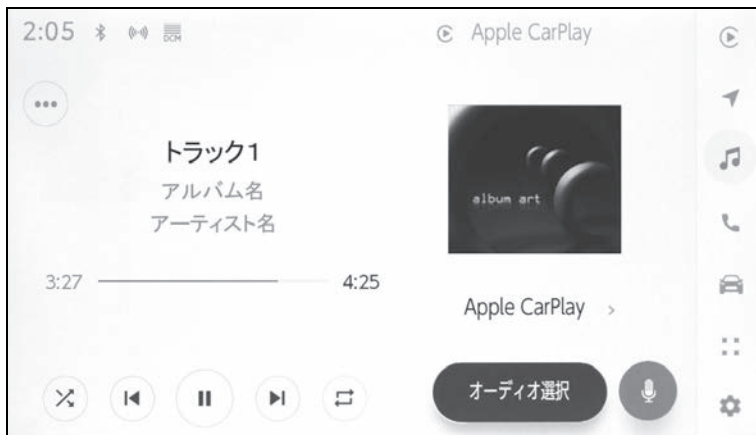 2:05
DCM
Apple CarPlay
トラック1
アルバム名
アーティスト名
album art
3:27
4:25
Apple CarPlay
オーディオ選択